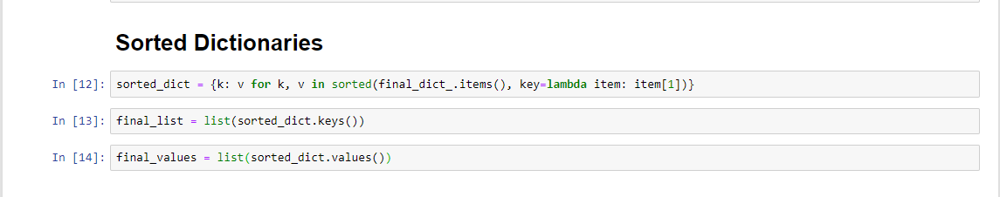 Sorted Dictionaries
In [12]: sorted_dict = {k: v for k, v in sorted(final_dict_.items(), key=lambda item: item[1])}
In [13]: final_list = list(sorted_dict.keys())
In [14]: final_values = list(sorted_dict.values())